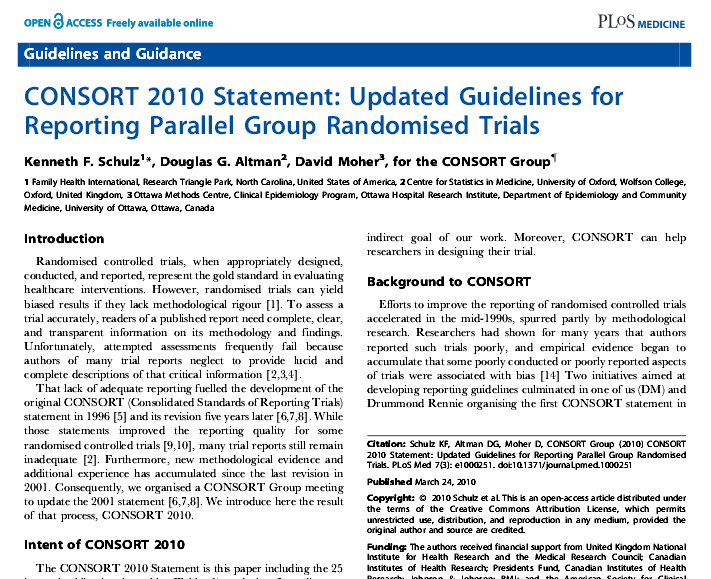 OPEN ACCESS Freely available online
PLoS MEDICINE
Guidelines and Guidance
CONSORT 2010 Statement: Updated Guidelines for
Reporting Parallel Group Randomised Trials
Kenneth F. Schulz1*, Douglas G. Altman2, David Moher3, for the CONSORT Group¶
1 Family Health International, Research Triangle Park, North Carolina, United States of America, 2 Centre for Statistics in Medicine, University of Oxford, Wolfson College,
Oxford, United Kingdom, 3 Ottawa Methods Centre, Clinical Epidemiology Program, Ottawa Hospital Research Institute, Department of Epidemiology and Community
Medicine, University of Ottawa, Ottawa, Canada
Introduction
Randomised controlled trials, when appropriately designed,
conducted, and reported, represent the gold standard in evaluating
healthcare interventions. However, randomised trials can yield
biased results if they lack methodological rigour [1]. To assess a
trial accurately, readers of a published report need complete, clear,
and transparent information on its methodology and findings.
Unfortunately, attempted assessments frequently fail because
authors of many trial reports neglect to provide lucid and
complete descriptions of that critical information [2,3,4].
That lack of adequate reporting fuelled the development of the
original CONSORT (Consolidated Standards of Reporting Trials)
statement in 1996 [5] and its revision five years later [6,7,8]. While
those statements improved the reporting quality for some
randomised controlled trials [9,10], many trial reports still remain
inadequate [2]. Furthermore, new methodological evidence and
additional experience has accumulated since the last revision in
2001. Consequently, we organised a CONSORT Group meeting
to update the 2001 statement [6,7,8]. We introduce here the result
of that process, CONSORT 2010.
Intent of CONSORT 2010
The CONSORT 2010 Statement is this paper including the 25
indirect goal of our work. Moreover, CONSORT can help
researchers in designing their trial.
Background to CONSORT
Efforts to improve the reporting of randomised controlled trials
accelerated in the mid-1990s, spurred partly by methodological
research. Researchers had shown for many years that authors
reported such trials poorly, and empirical evidence began to
accumulate that some poorly conducted or poorly reported aspects
of trials were associated with bias [14] Two initiatives aimed at
developing reporting guidelines culminated in one of us (DM) and
Drummond Rennie organising the first CONSORT statement in
Citation: Schulz KF, Altman DG, Moher D, CONSORT Group (2010) CONSORT
2010 Statement: Updated Guidelines for Reporting Parallel Group Randomised
Trials. PLoS Med 7(3): e1000251. doi:10.1371/journal.pmed.1000251
Published March 24, 2010
Copyright: © 2010 Schulz et al. This is an open-access article distributed under
the terms of the Creative Commons Attribution License, which permits
unrestricted use, distribution, and reproduction in any medium, provided the
original author and source are credited.
Funding: The authors received financial support from United Kingdom National
Institute for Health Research and the Medical Research Council; Canadian
Institutes of Health Research; Presidents Fund, Canadian Institutes of Health